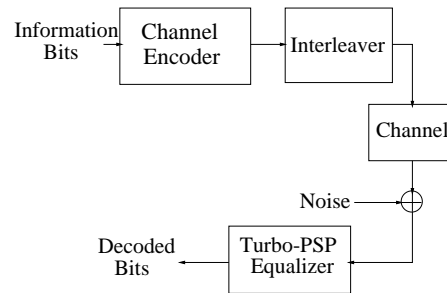 Information
Bits
Channel
Encoder
Interleaver
Channel
Noise
Turbo-PSP
Equalizer
Decoded
Bits